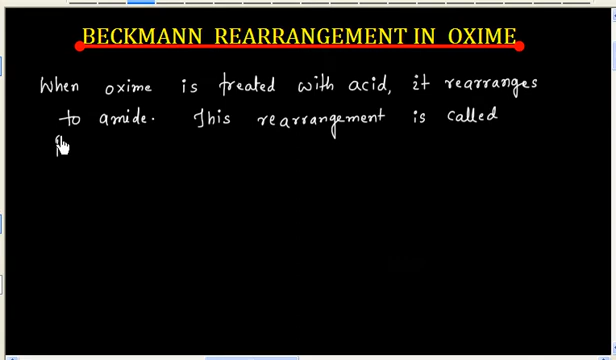 BECKMANN REARRANGEMENT IN OXIME
When oxime is treated with acid, it rearranges
to amide. This rearrangement is called